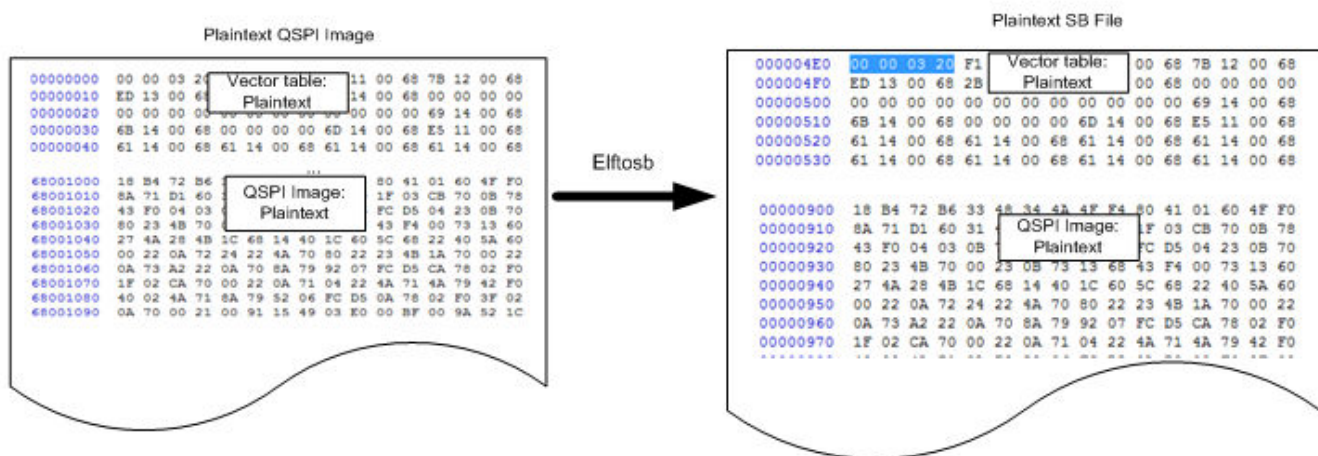 Plaintext QSPI Image
00000000 00 00 03 20 11 00 68 7B 12 00 68
00000010 ED 13 00 68 14 00 68 00 00 00 00
00000020 00 00 00 00 00 00 00 69 14 00 68
00000030 6B 14 00 68 00 00 00 00 6D 14 00 68 E5 11 00 68
00000040 61 14 00 68 61 14 00 68 61 14 00 68 61 14 00 68
Vector table:
Plaintext
...
68001000 18 B4 72 B6 80 41 01 60 4F F0
68001010 8A 71 D1 60 1F 03 CB 70 0B 78
68001020 43 F0 04 03 FC D5 04 23 0B 70
68001030 80 23 4B 70 43 F4 00 73 13 60
68001040 27 4A 28 4B 1C 68 14 40 1C 60 5C 68 22 40 5A 60
68001050 00 22 0A 72 24 22 4A 70 80 22 23 4B 1A 70 00 22
68001060 0A 73 A2 22 0A 70 8A 79 92 07 FC D5 CA 78 02 F0
68001070 1F 02 CA 70 00 22 0A 71 04 22 4A 71 4A 79 42 F0
68001080 40 02 4A 71 8A 79 52 06 FC D5 0A 78 02 F0 3F 02
68001090 0A 70 00 21 00 91 15 49 03 E0 00 BF 00 9A 52 1C
QSPI Image:
Plaintext
Elftosb
Plaintext SB File
000004E0 00 00 03 20 F1 00 68 7B 12 00 68
000004F0 ED 13 00 68 2B 00 68 00 00 00 00
00000500 00 00 00 00 00 00 00 00 00 00 00 00 69 14 00 68
00000510 6B 14 00 68 00 00 00 00 6D 14 00 68 E5 11 00 68
00000520 61 14 00 68 61 14 00 68 61 14 00 68 61 14 00 68
00000530 61 14 00 68 61 14 00 68 61 14 00 68 61 14 00 68
Vector table:
Plaintext
00000900 18 B4 72 B6 33 48 34 4A 4F F4 80 41 01 60 4F F0
00000910 8A 71 D1 60 31 1F 03 CB 70 0B 78
00000920 43 F0 04 03 0B FC D5 04 23 0B 70
00000930 80 23 4B 70 00 23 0B 73 13 68 43 F4 00 73 13 60
00000940 27 4A 28 4B 1C 68 14 40 1C 60 5C 68 22 40 5A 60
00000950 00 22 0A 72 24 22 4A 70 80 22 23 4B 1A 70 00 22
00000960 0A 73 A2 22 0A 70 8A 79 92 07 FC D5 CA 78 02 F0
00000970 1F 02 CA 70 00 22 0A 71 04 22 4A 71 4A 79 42 F0
QSPI Image:
Plaintext